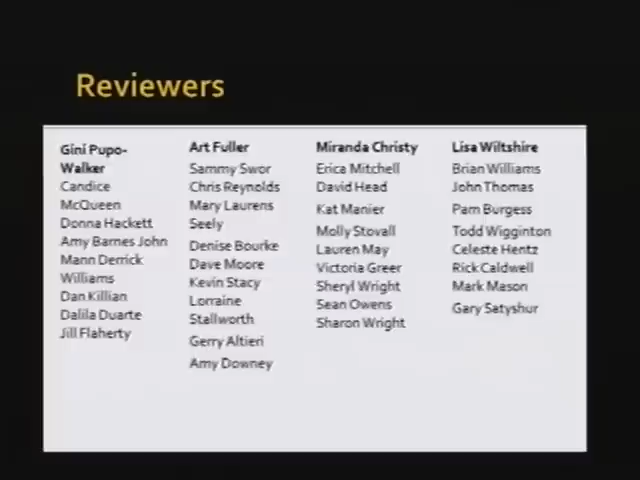 Reviewers
Gini Pupo-
Walker
Candice
McQueen
Donna Hackett
Amy Barnes John
Mann Derrick
Williams
Dan Killian
Dalila Duarte
Jill Flaherty
Art Fuller
Sammy Swor
Chris Reynolds
Mary Laurens
Seely
Denise Bourke
Dave Moore
Kevin Stacy
Lorraine
Stallworth
Gerry Altieri
Amy Downey
Miranda Christy
Erica Mitchell
David Head
Kat Manier
Molly Stovall
Lauren May
Victoria Greer
Sheryl Wright
Sean Owens
Sharon Wright
Lisa Wiltshire
Brian Williams
John Thomas
Pam Burgess
Todd Wigginton
Celeste Hentz
Rick Caldwell
Mark Mason
Gary Satyshur